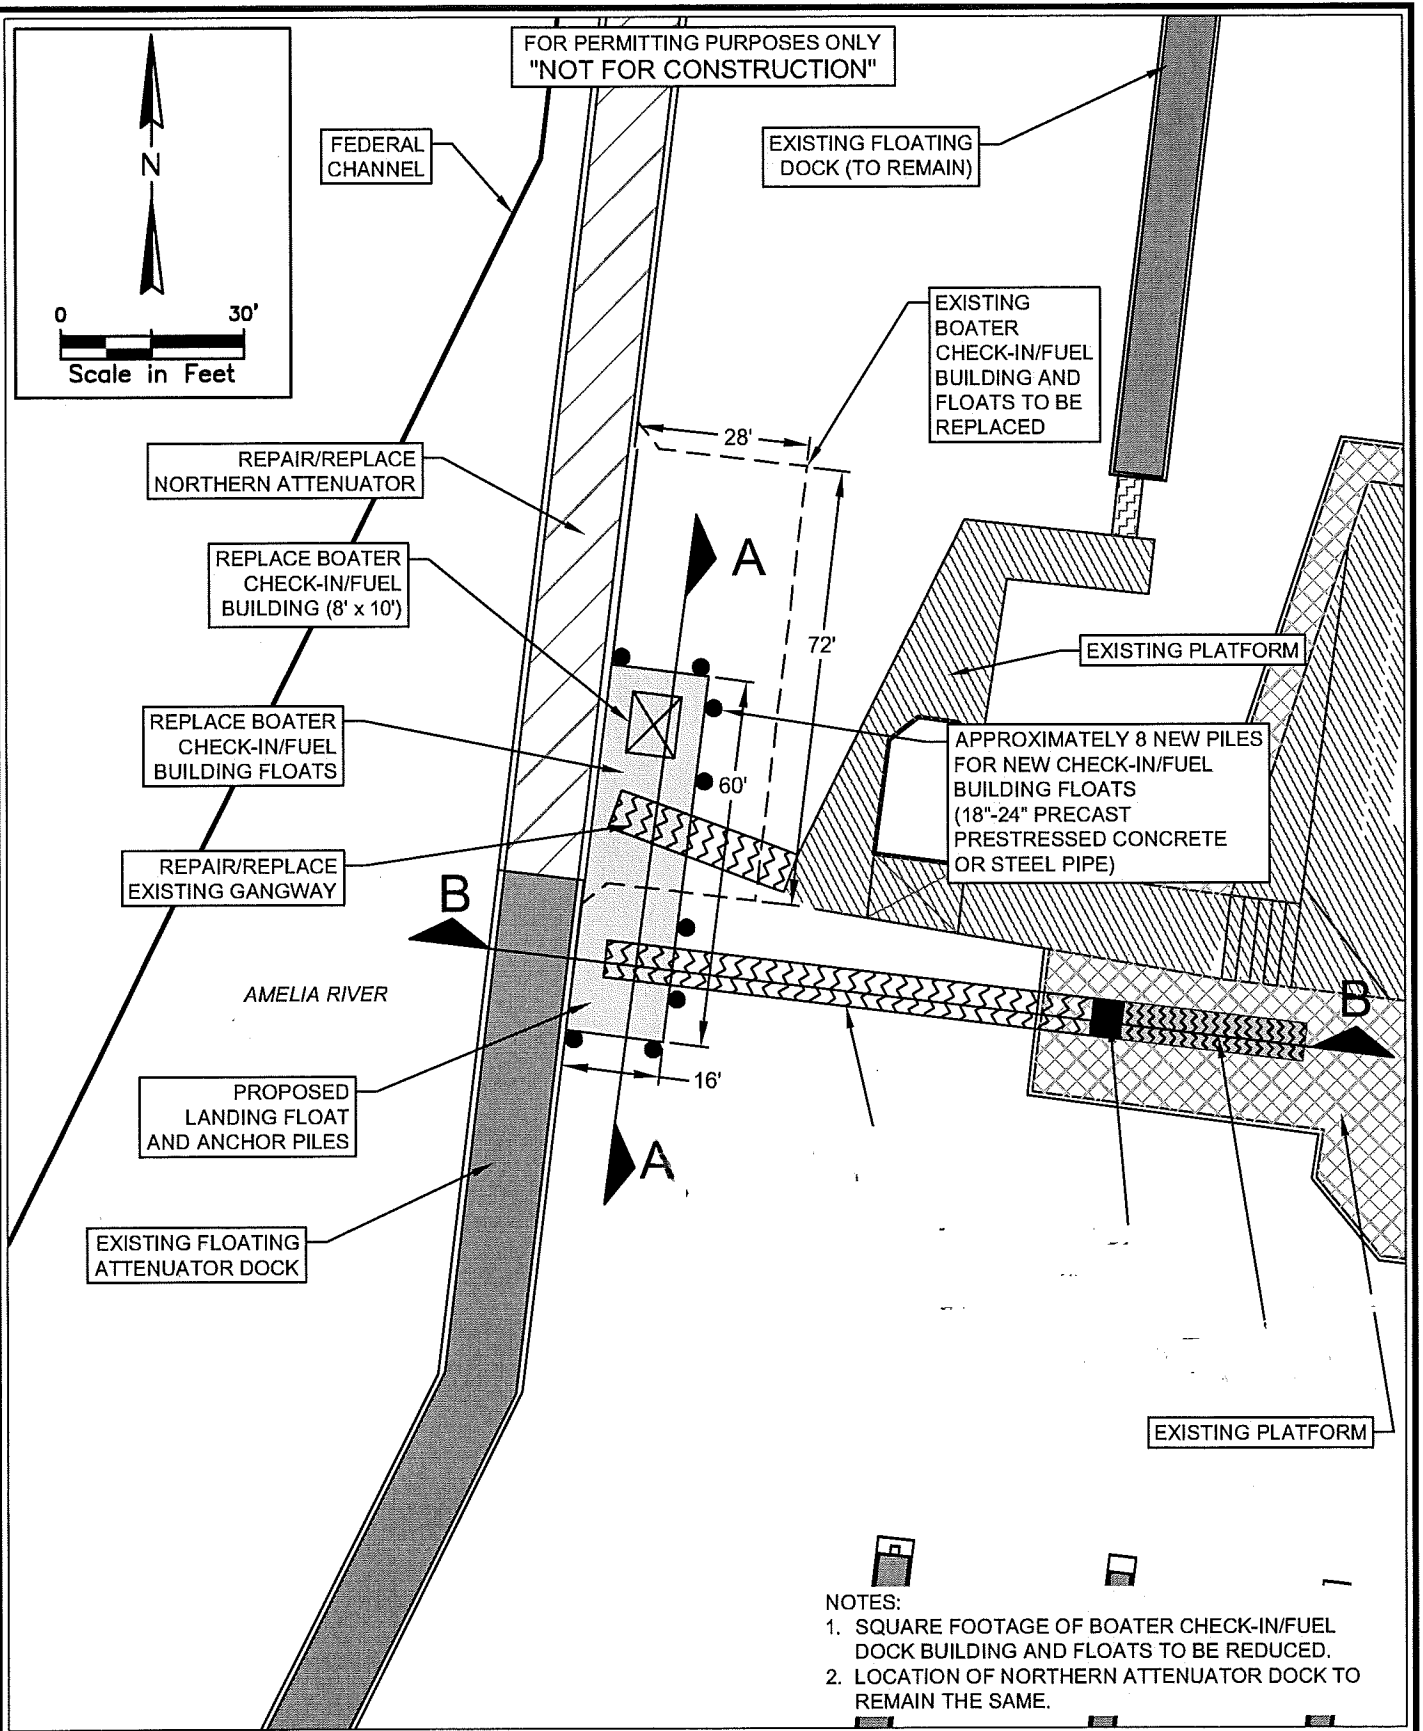 FOR PERMITTING PURPOSES ONLY
"NOT FOR CONSTRUCTION"
N
0 30'
Scale in Feet
FEDERAL
CHANNEL
EXISTING FLOATING
DOCK (TO REMAIN)
EXISTING
BOATER
CHECK-IN/FUEL
BUILDING AND
FLOATS TO BE
REPLACED
28'
REPAIR/REPLACE
NORTHERN ATTENUATOR
A
REPLACE BOATER
CHECK-IN/FUEL
BUILDING (8' x 10')
72'
EXISTING PLATFORM
REPLACE BOATER
CHECK-IN/FUEL
BUILDING FLOATS
APPROXIMATELY 8 NEW PILES
FOR NEW CHECK-IN/FUEL
BUILDING FLOATS
(18"-24" PRECAST
PRESTRESSED CONCRETE
OR STEEL PIPE)
60'
REPAIR/REPLACE
EXISTING GANGWAY
B
AMELIA RIVER
B
16'
PROPOSED
LANDING FLOAT
AND ANCHOR PILES
A
EXISTING FLOATING
ATTENUATOR DOCK
EXISTING PLATFORM
NOTES:
1. SQUARE FOOTAGE OF BOATER CHECK-IN/FUEL
DOCK BUILDING AND FLOATS TO BE REDUCED.
2. LOCATION OF NORTHERN ATTENUATOR DOCK TO
REMAIN THE SAME.